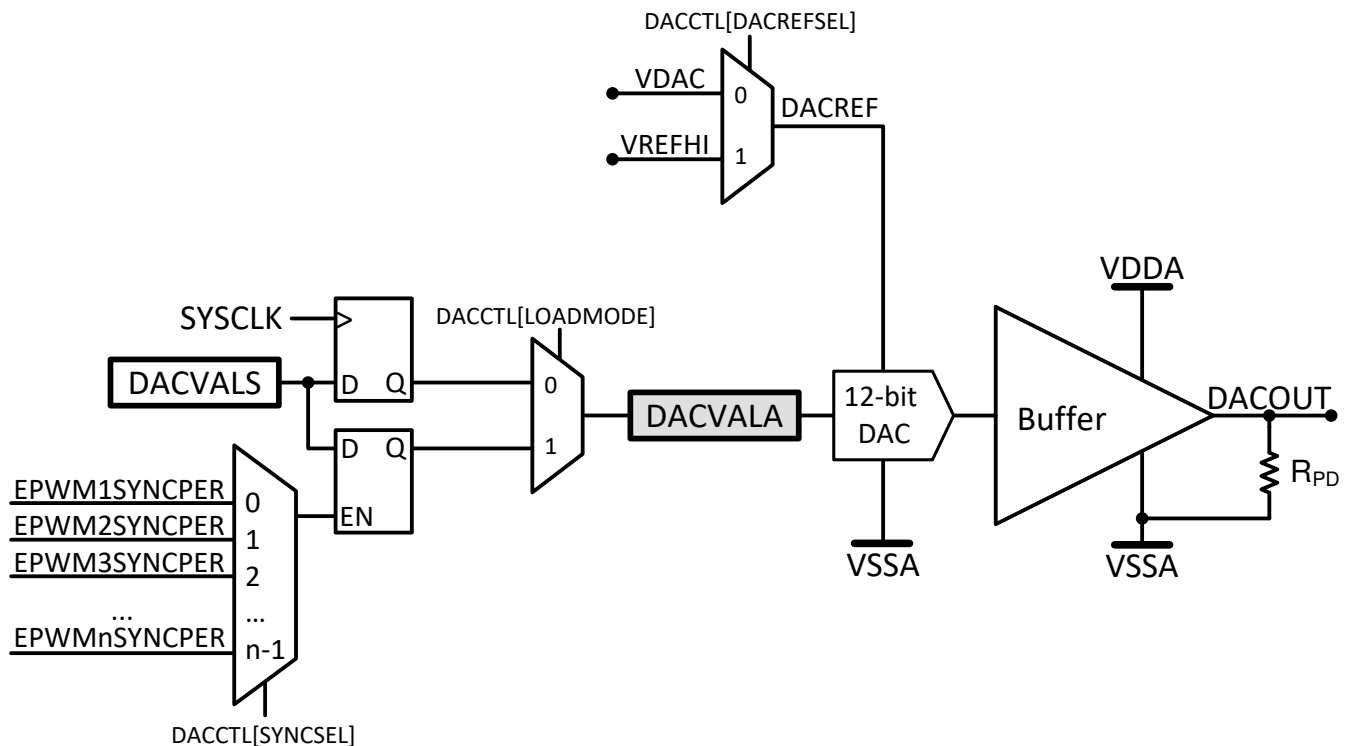 DACCTL[DACREFSEL]
VDAC
0
DACREF
VREFHI
1
VDDA
SYSCLK
>
DACCTL[LOADMODE]
DACVALS
D
Q
0
DACVALA
12-bit
DAC
Buffer
DACOUT
D
Q
1
RPD
EPWM1SYNCPER
0
EN
EPWM2SYNCPER
1
EPWM3SYNCPER
2
VSSA
VSSA
...
...
EPWMnSYNCPER
n-1
DACCTL[SYNCSEL]